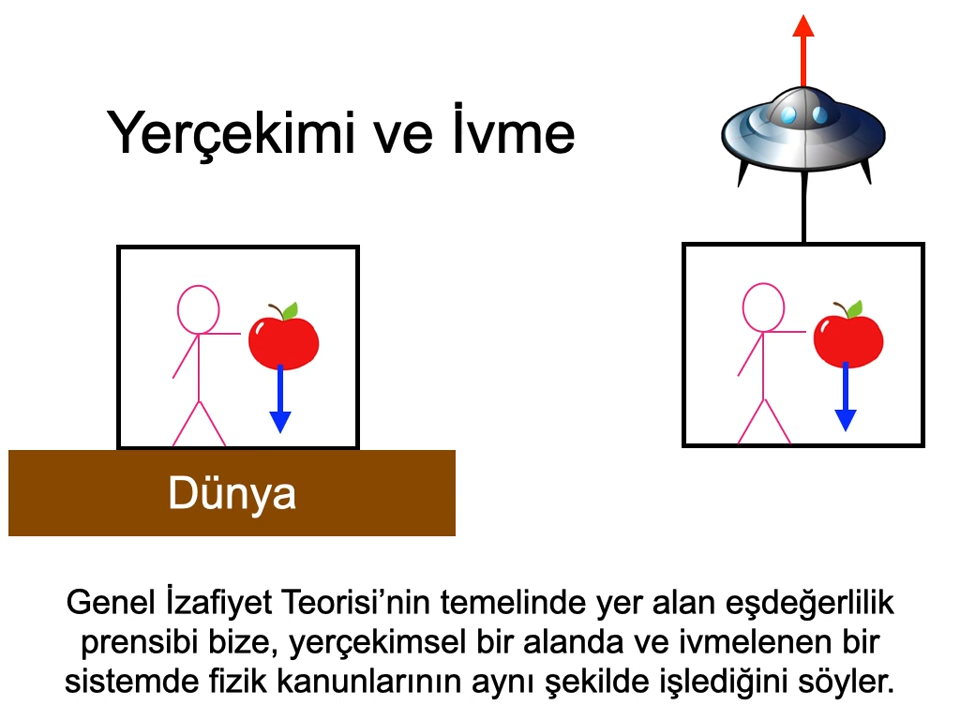 Yerçekimi ve İvme
Dünya
Genel İzafiyet Teorisi’nin temelinde yer alan eşdeğerlilik
prensibi bize, yerçekimsel bir alanda ve ivmelenen bir
sistemde fizik kanunlarının aynı şekilde işlediğini söyler.